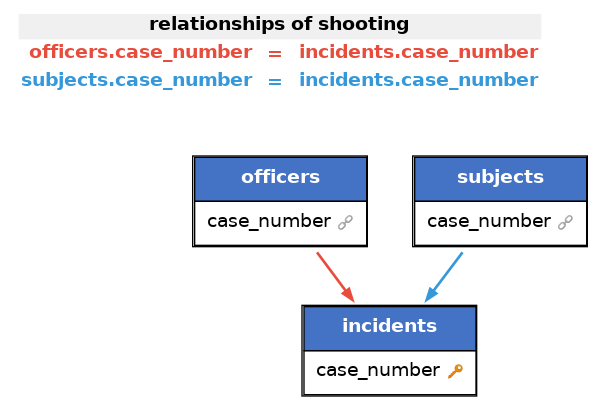 relationships of shooting
officers.case_number = incidents.case_number
subjects.case_number = incidents.case_number
officers
case_number
subjects
case_number
incidents
case_number